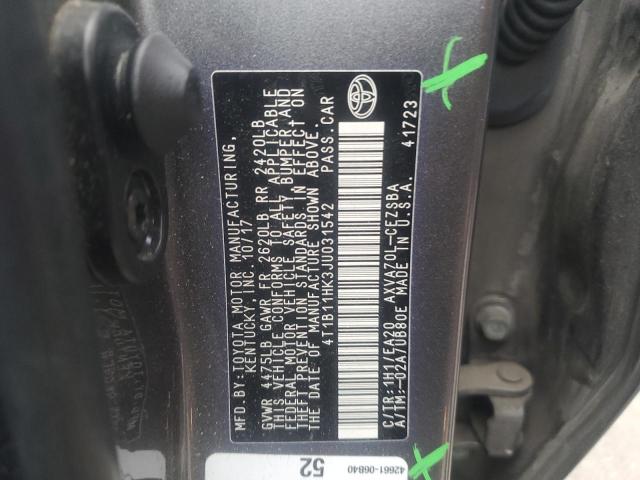 MFD.BY:TOYOTA MOTOR MANUFACTURING,
KENTUCKY, INC. 10/17
GVWR 4475LB GAWR FR 2620LB RR 2420LB
THIS VEHICLE CONFORMS TO ALL APPLICABLE
FEDERAL MOTOR VEHICLE SAFETY, BUMPER, AND
THEFT PREVENTION STANDARDS IN EFFECT ON
THE DATE OF MANUFACTURE SHOWN ABOVE.
4T1B11HK3JU031542 PASS.CAR
C/TR:1H1/EA20 AXVA70L-CEZSBA
A/TM:-02A/UB80E MADE IN U.S.A. 41723
42661-06840
52